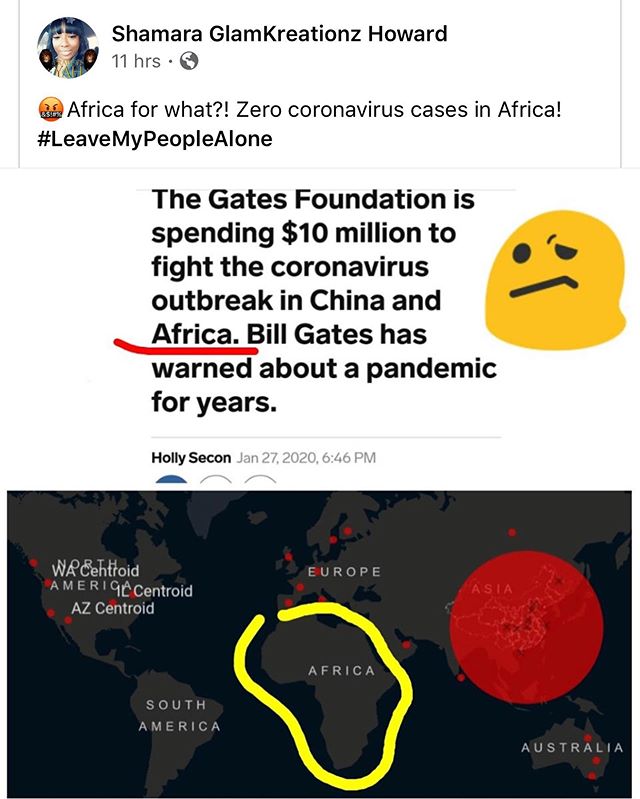 Shamara GlamKreationz Howard
11 hrs ·
Africa for what?! Zero coronavirus cases in Africa!
#LeaveMyPeopleAlone
The Gates Foundation is
spending $10 million to
fight the coronavirus
outbreak in China and
Africa. Bill Gates has
warned about a pandemic
for years.
Holly Secon Jan 27, 2020, 6:46 PM
NORTH
AMERICA
WA Centroid
IL Centroid
AZ Centroid
EUROPE
ASIA
AFRICA
SOUTH
AMERICA
AUSTRALIA